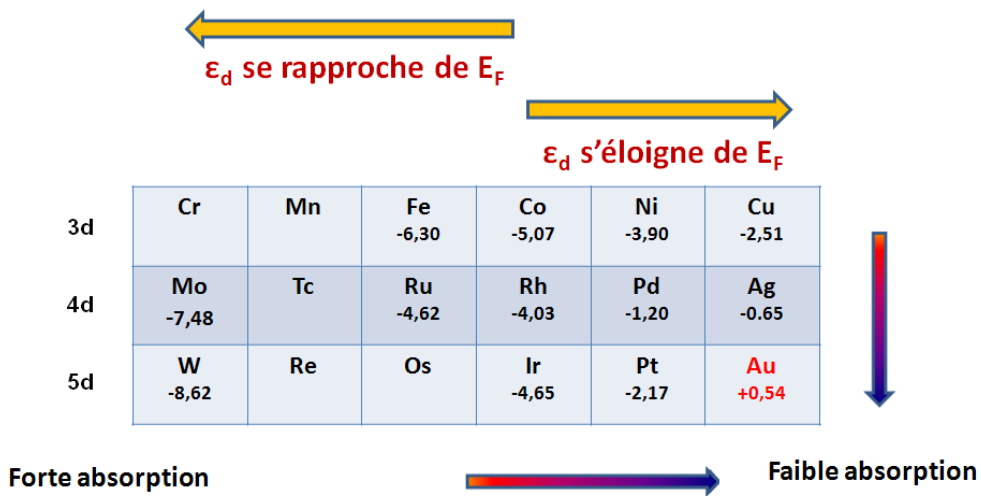 εd se rapproche de EF
εd s'éloigne de EF
3d Cr Mn Fe Co Ni Cu
-6,30 -5,07 -3,90 -2,51
4d Mo Tc Ru Rh Pd Ag
-7,48 -4,62 -4,03 -1,20 -0.65
5d W Re Os Ir Pt Au
-8,62 -4,65 -2,17 +0,54
Forte absorption Faible absorption